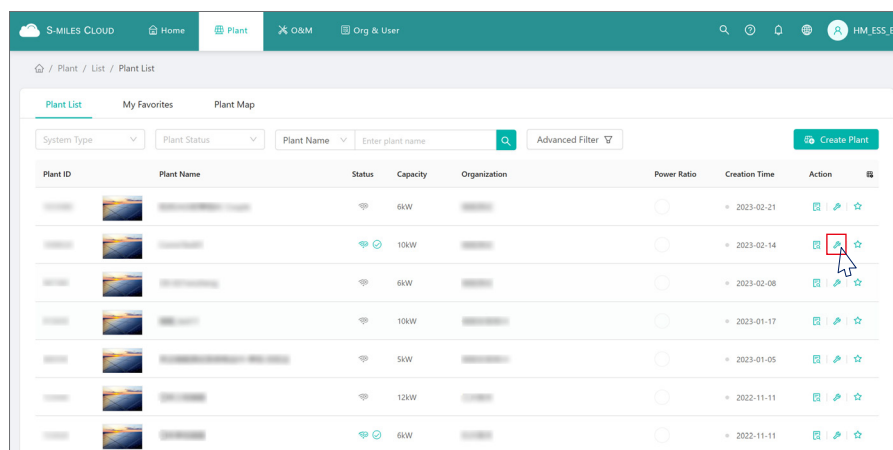 S-MILES CLOUD Home Plant O&M Org & User HM_ESS_E
/ Plant / List / Plant List
Plant List My Favorites Plant Map
System Type Plant Status Plant Name Enter plant name Advanced Filter Create Plant
Plant ID Plant Name Status Capacity Organization Power Ratio Creation Time Action
6kW 2023-02-21
10kW 2023-02-14
6kW 2023-02-08
10kW 2023-01-17
5kW 2023-01-05
12kW 2022-11-11
6kW 2022-11-11